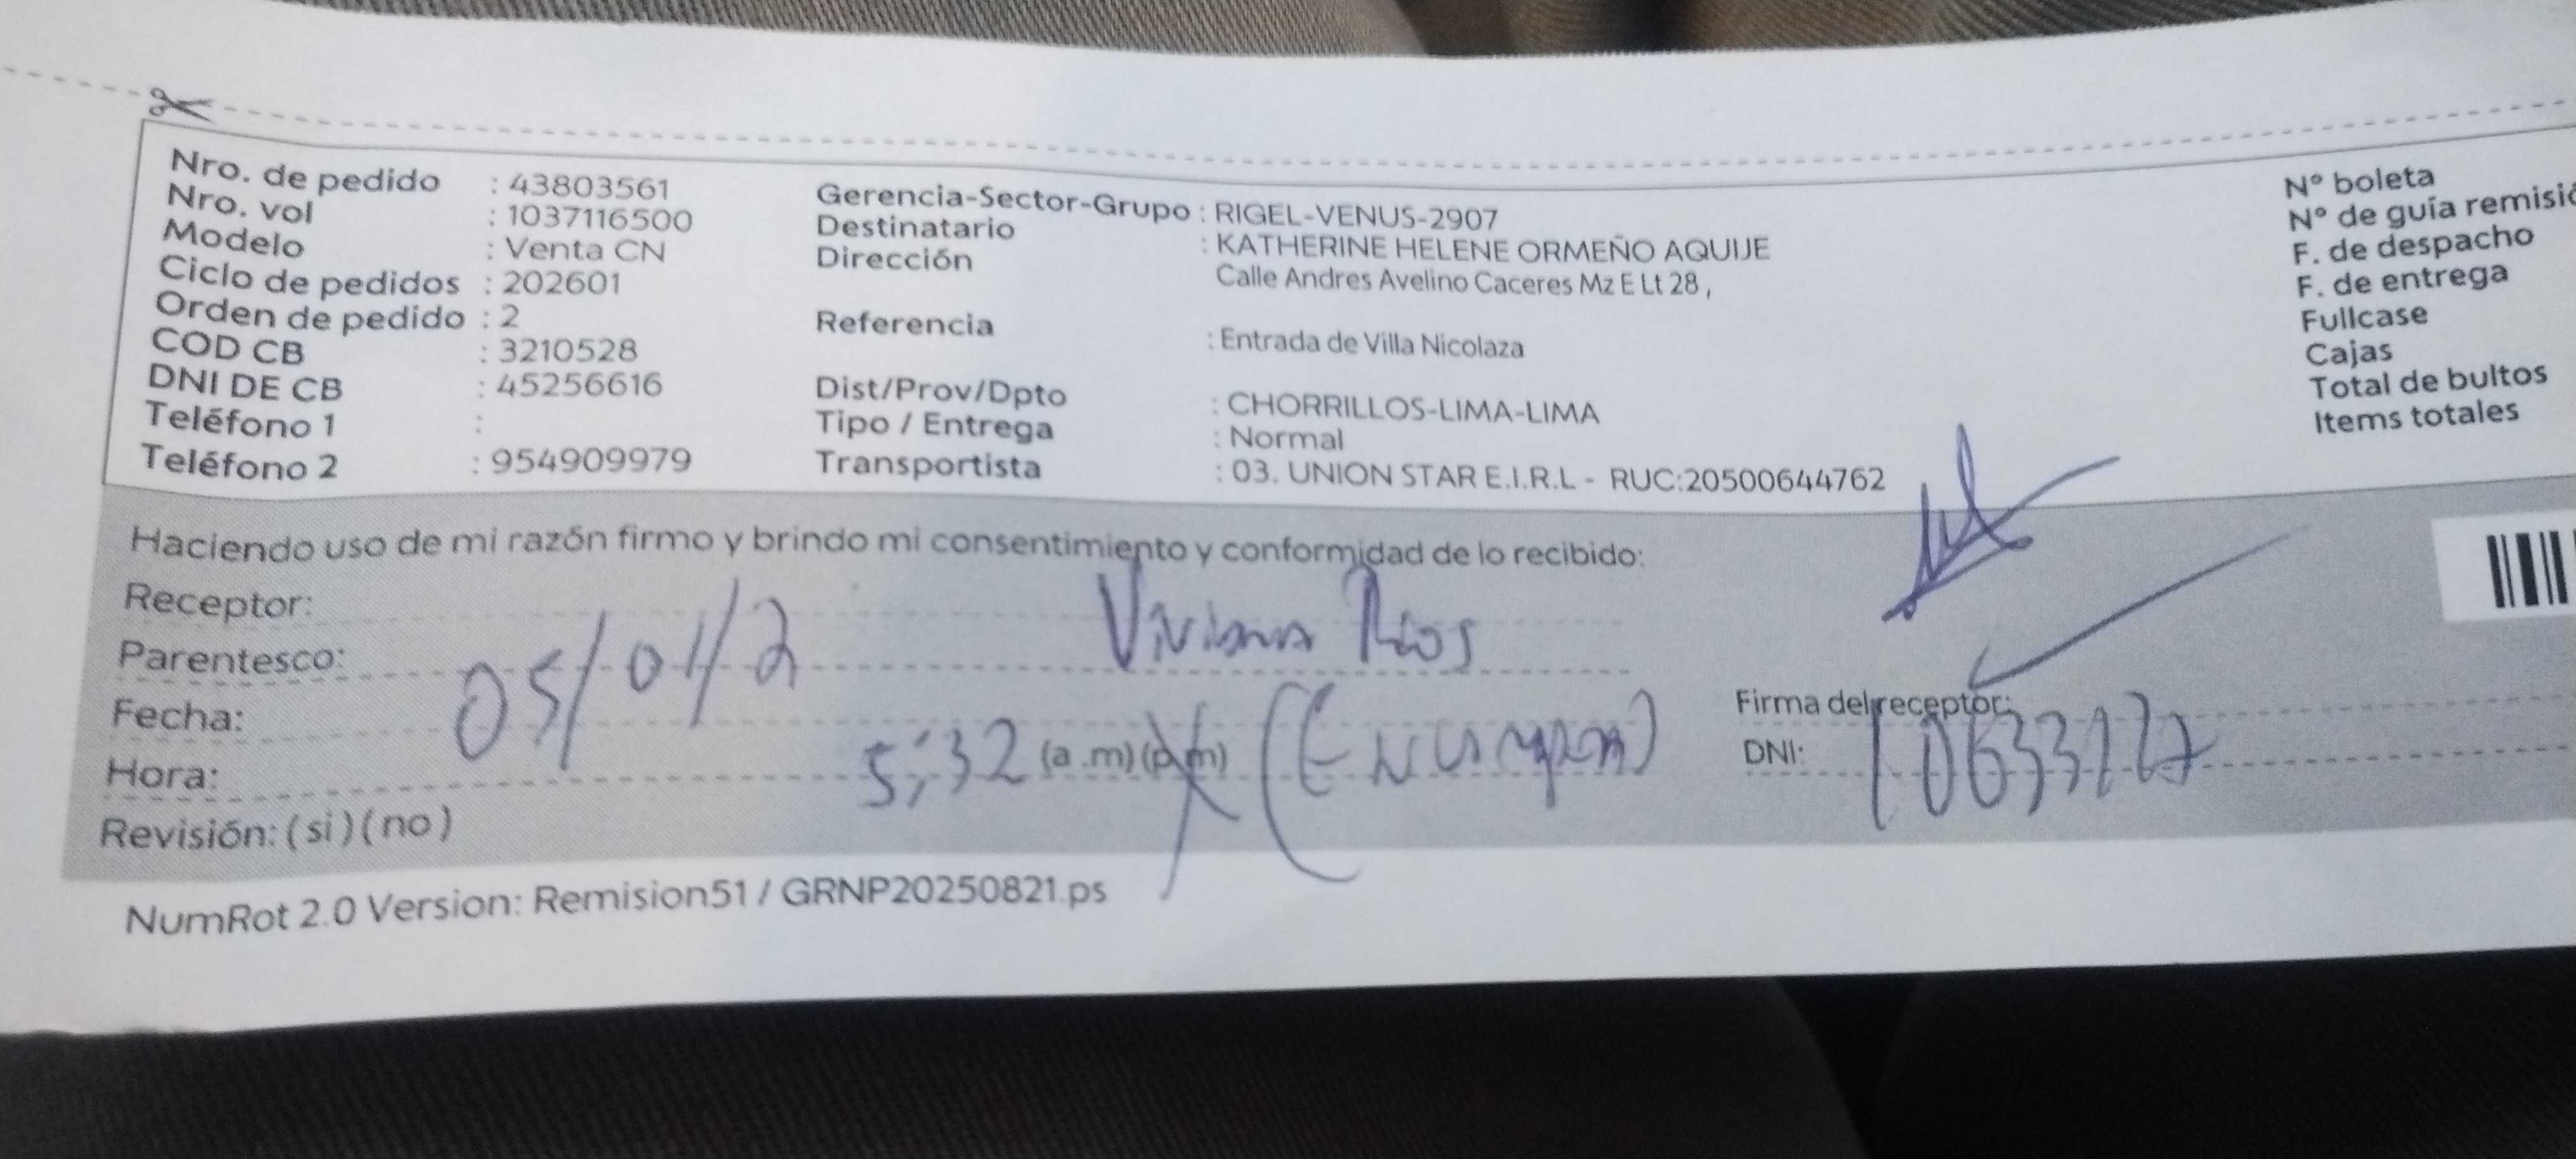 Nro. de pedido : 43803561
Nro. vol : 1037116500
Modelo : Venta CN
Ciclo de pedidos : 202601
Orden de pedido : 2
COD CB : 3210528
DNI DE CB : 45256616
Teléfono 1 :
Teléfono 2 : 954909979
Gerencia-Sector-Grupo : RIGEL-VENUS-2907
Destinatario : KATHERINE HELENE ORMEÑO AQUIJE
Dirección Calle Andres Avelino Caceres Mz E Lt 28 ,
Referencia : Entrada de Villa Nicolaza
Dist/Prov/Dpto : CHORRILLOS-LIMA-LIMA
Tipo / Entrega : Normal
Transportista : 03. UNION STAR E.I.R.L - RUC:20500644762
N° boleta
N° de guía remisió
F. de despacho
F. de entrega
Fullcase
Cajas
Total de bultos
Items totales
Haciendo uso de mi razón firmo y brindo mi consentimiento y conformidad de lo recibido:
Receptor: Viviana Rios
Parentesco:
Fecha: 05/01/2
Hora: 5:32 (a .m) (p.m)
Revisión: ( si ) ( no )
Firma del receptor:
DNI:
NumRot 2.0 Version: Remision51 / GRNP20250821.ps